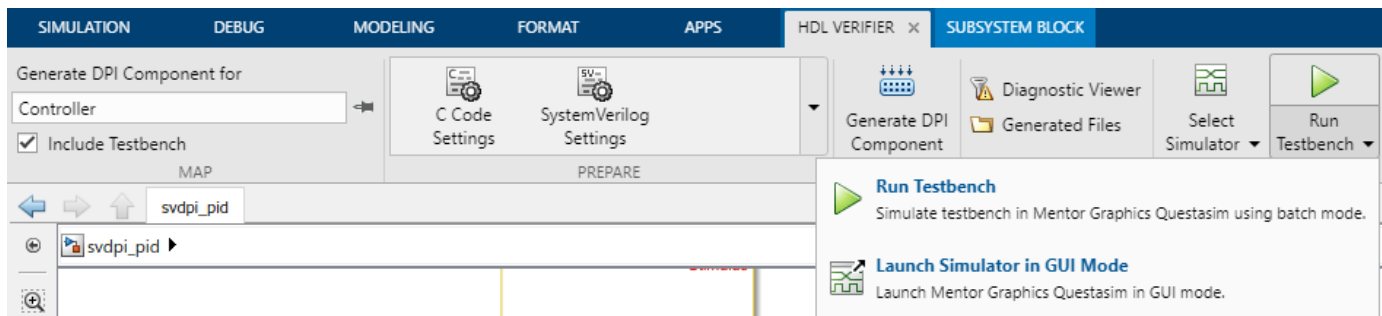 SIMULATION DEBUG MODELING FORMAT APPS HDL VERIFIER SUBSYSTEM BLOCK
Generate DPI Component for
Controller
Include Testbench
MAP
C Code
Settings
SystemVerilog
Settings
PREPARE
Generate DPI
Component
Diagnostic Viewer
Generated Files
Select
Simulator
Run
Testbench
Run Testbench
Simulate testbench in Mentor Graphics Questasim using batch mode.
Launch Simulator in GUI Mode
Launch Mentor Graphics Questasim in GUI mode.
svdpi_pid
svdpi_pid